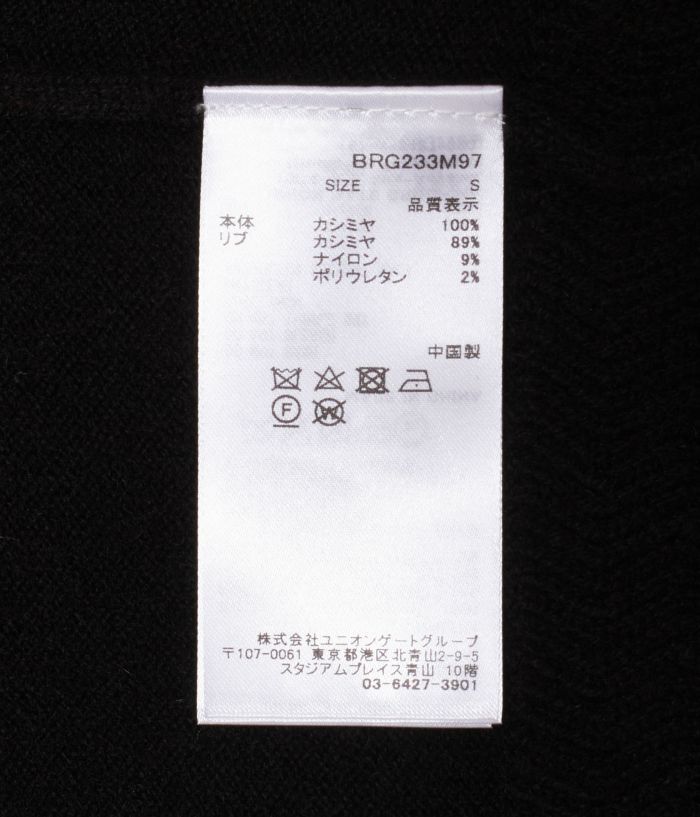 BRG233M97
SIZE S
品質表示
本体 カシミヤ 100%
リブ カシミヤ 89%
ナイロン 9%
ポリウレタン 2%
中国製
F W
株式会社ユニオンゲートグループ
〒107-0061 東京都港区北青山2-9-5
スタジアムプレイス青山 10階
03-6427-3901